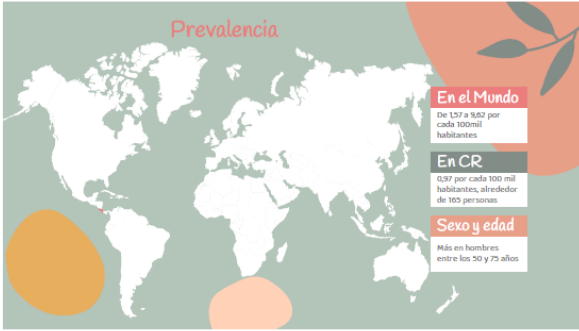 Prevalencia
En el Mundo
De 1,57 a 9,62 por
cada 100mil
habitantes
En CR
0,97 por cada 100 mil
habitantes, alrededor
de 165 personas
Sexo y edad
Más en hombres
entre los 50 y 75 años